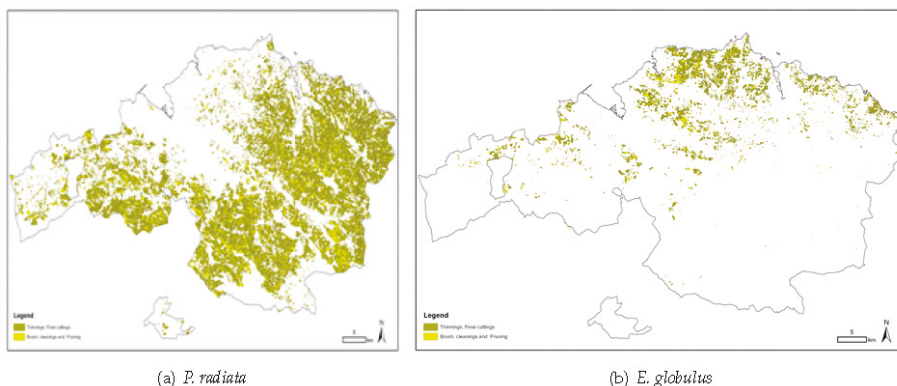 Legend
Thinnings, Final cuttings
Brush, cleanings and Pruning
5
km
N
(a) P. radiata
Legend
Thinnings, Final cuttings
Brush, cleanings and Pruning
5
km
N
(b) E. globulus